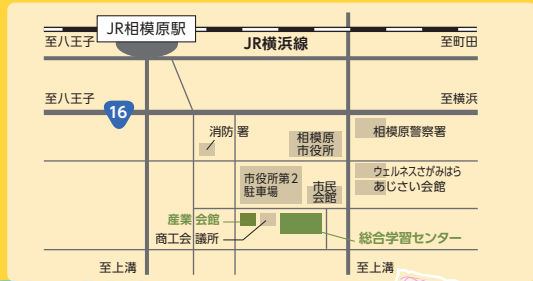 JR相模原駅
至八王子
JR横浜線
至町田
至八王子
16
至横浜
消防署
相模原
市役所
相模原警察署
市役所第2
駐車場
市民
会館
ウェルネスさがみはら
あじさい会館
産業会館
商工会議所
総合学習センター
至上溝
至上溝